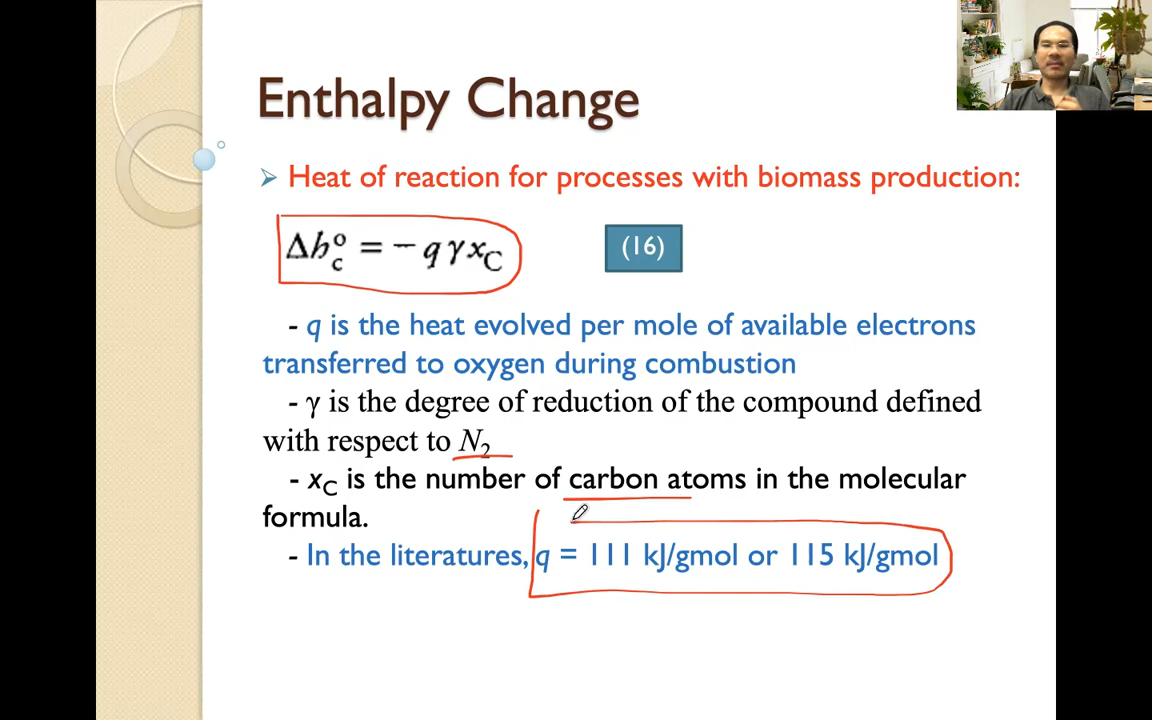 Enthalpy Change
Heat of reaction for processes with biomass production:
Δh°c = − q γ xC
(16)
- q is the heat evolved per mole of available electrons
transferred to oxygen during combustion
- γ is the degree of reduction of the compound defined
with respect to N2
- xC is the number of carbon atoms in the molecular
formula.
- In the literatures, q = 111 kJ/gmol or 115 kJ/gmol